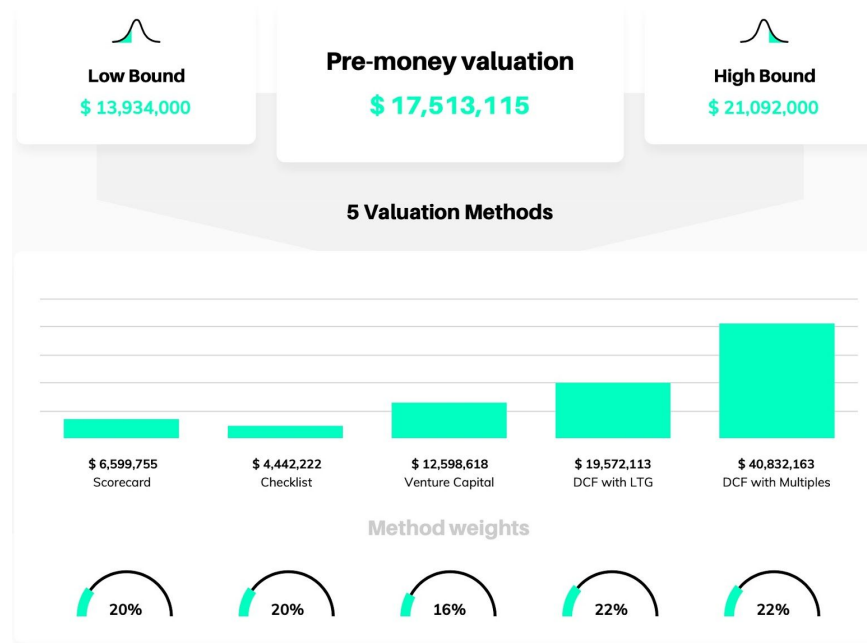 Low Bound
$ 13,934,000
Pre-money valuation
$ 17,513,115
High Bound
$ 21,092,000
5 Valuation Methods
$ 6,599,755
Scorecard
$ 4,442,222
Checklist
$ 12,598,618
Venture Capital
$ 19,572,113
DCF with LTG
$ 40,832,163
DCF with Multiples
Method weights
20%
20%
16%
22%
22%